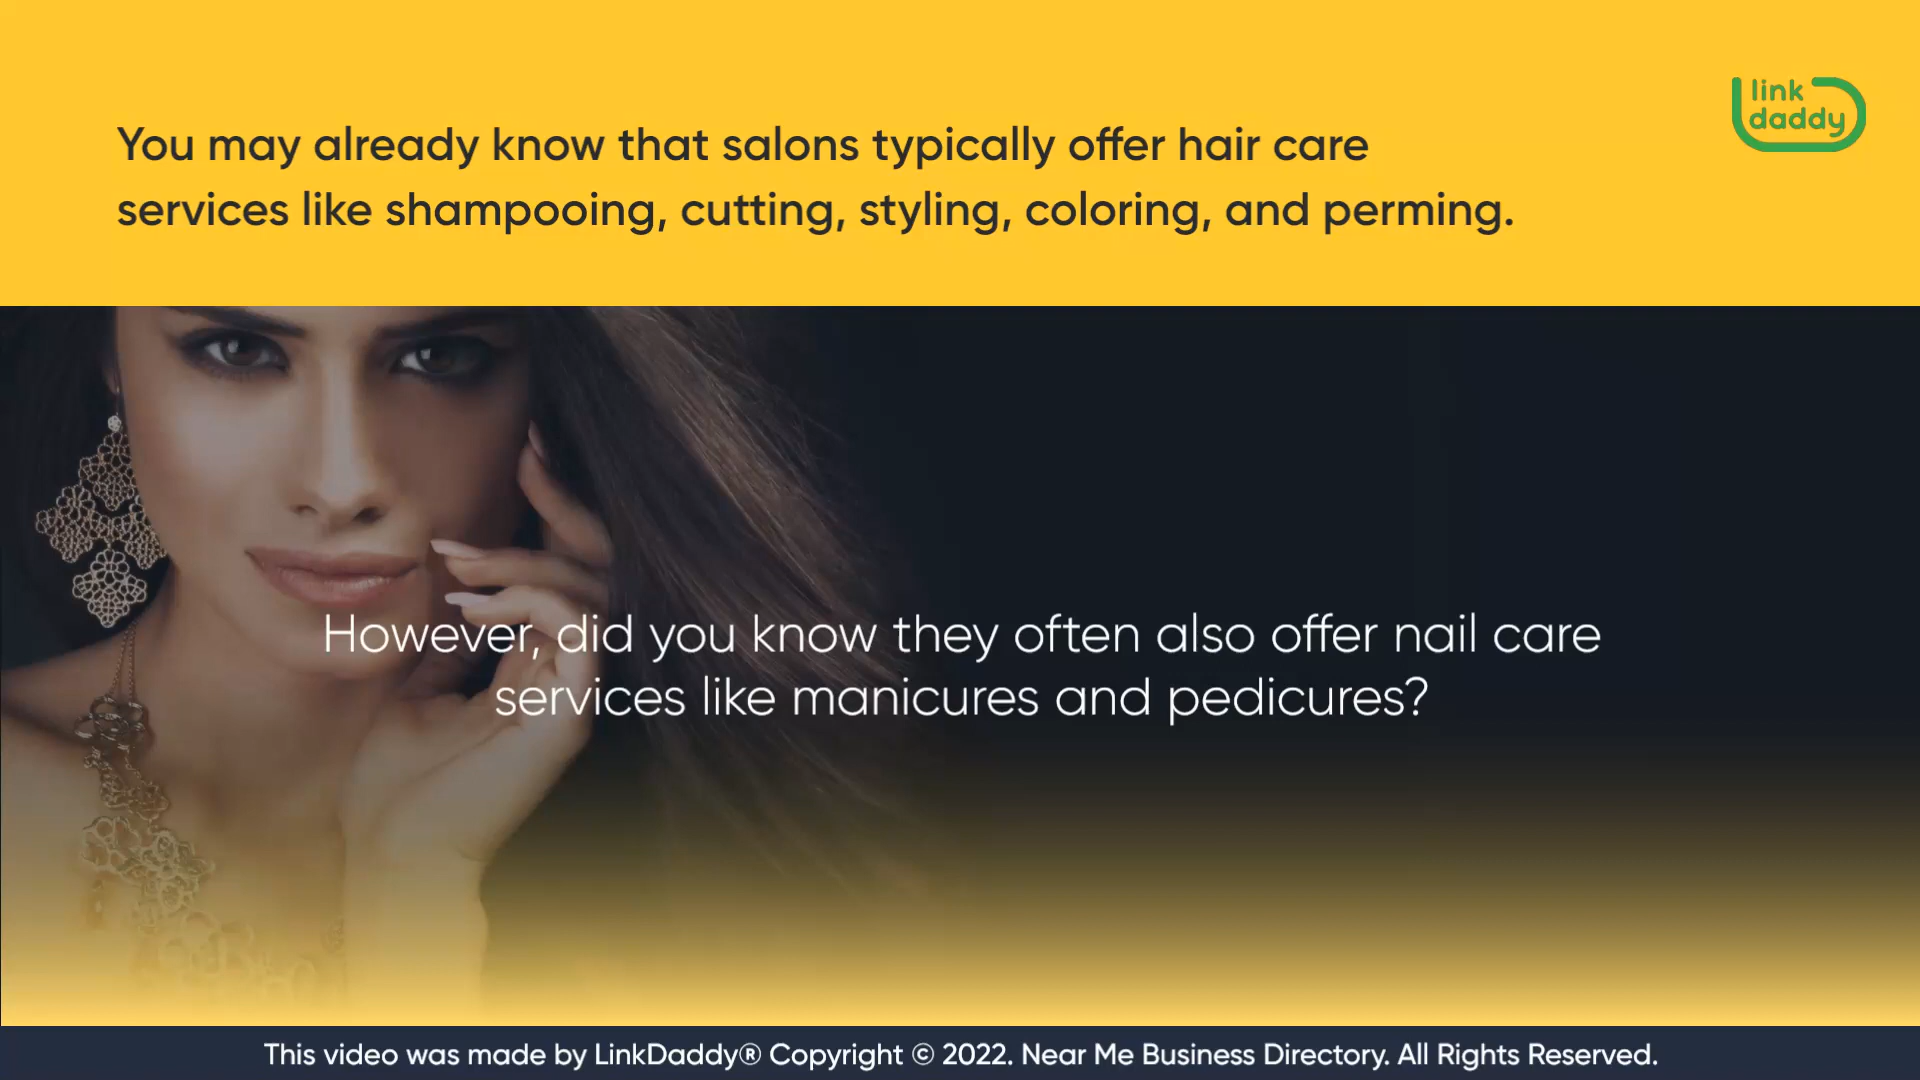 link
daddy
You may already know that salons typically offer hair care
services like shampooing, cutting, styling, coloring, and perming.
However, did you know they often also offer nail care
services like manicures and pedicures?
This video was made by LinkDaddy® Copyright © 2022. Near Me Business Directory. All Rights Reserved.